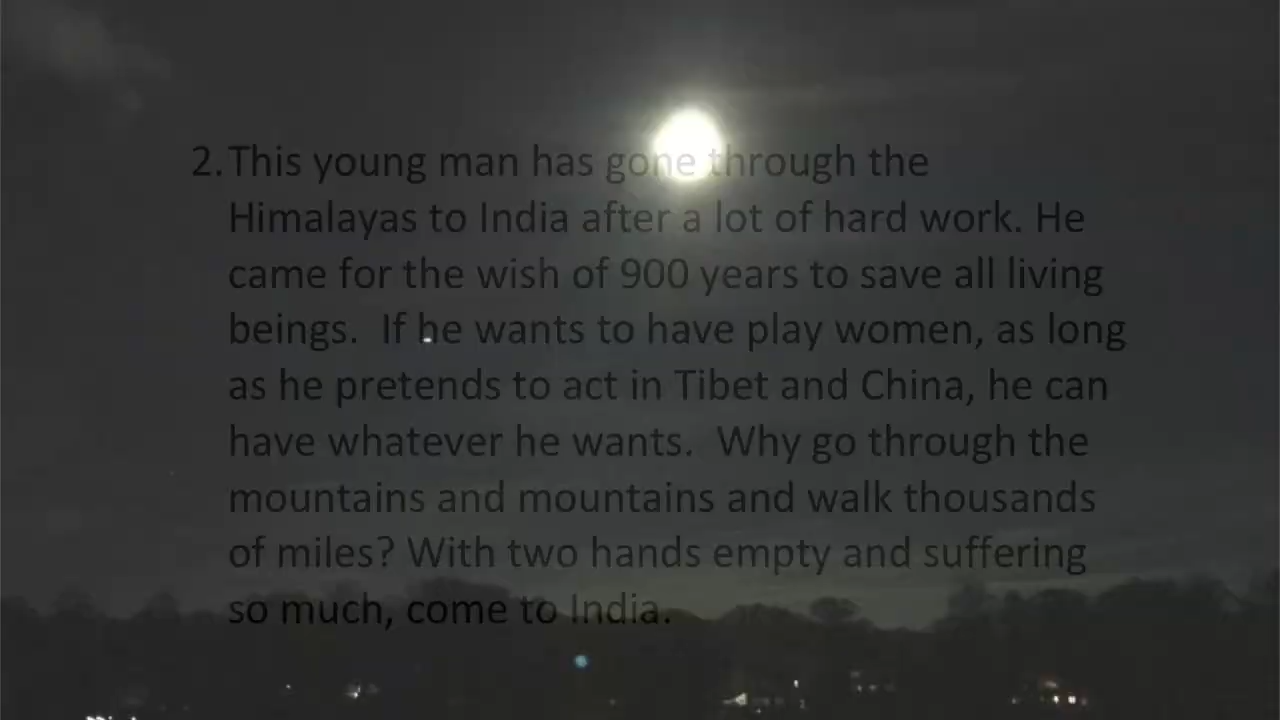 2. This young man has gone through the
Himalayas to India after a lot of hard work. He
came for the wish of 900 years to save all living
beings.  If he wants to have play women, as long
as he pretends to act in Tibet and China, he can
have whatever he wants.  Why go through the
mountains and mountains and walk thousands
of miles? With two hands empty and suffering
so much, come to India.